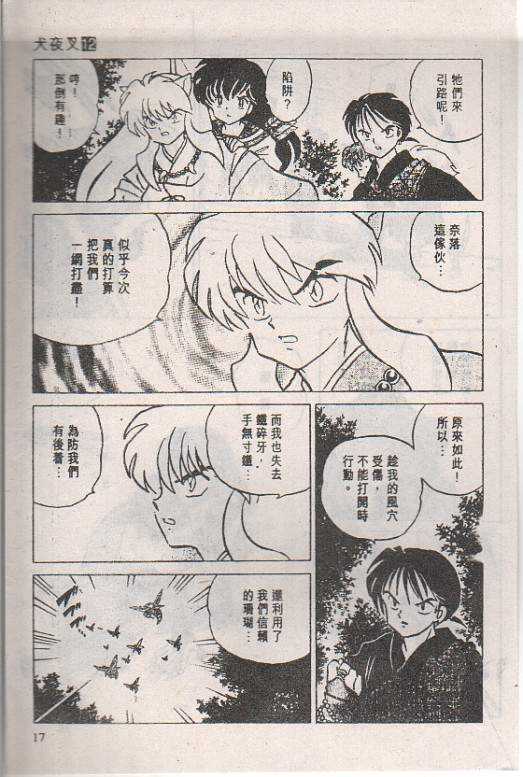 犬夜叉12
牠們來
引路呢！
陷阱？
哼！
那倒有
趣！
奈落
這傢伙…
似乎今次
真的打算
把我們
一網打盡！
原來如此！
所以…
趁我的風穴
受傷，
不能打開時
行動。
而我也失去
鐵碎牙，
手無寸鐵…
為防我們
有後着…
還利用了
我們信賴
的珊瑚…
17